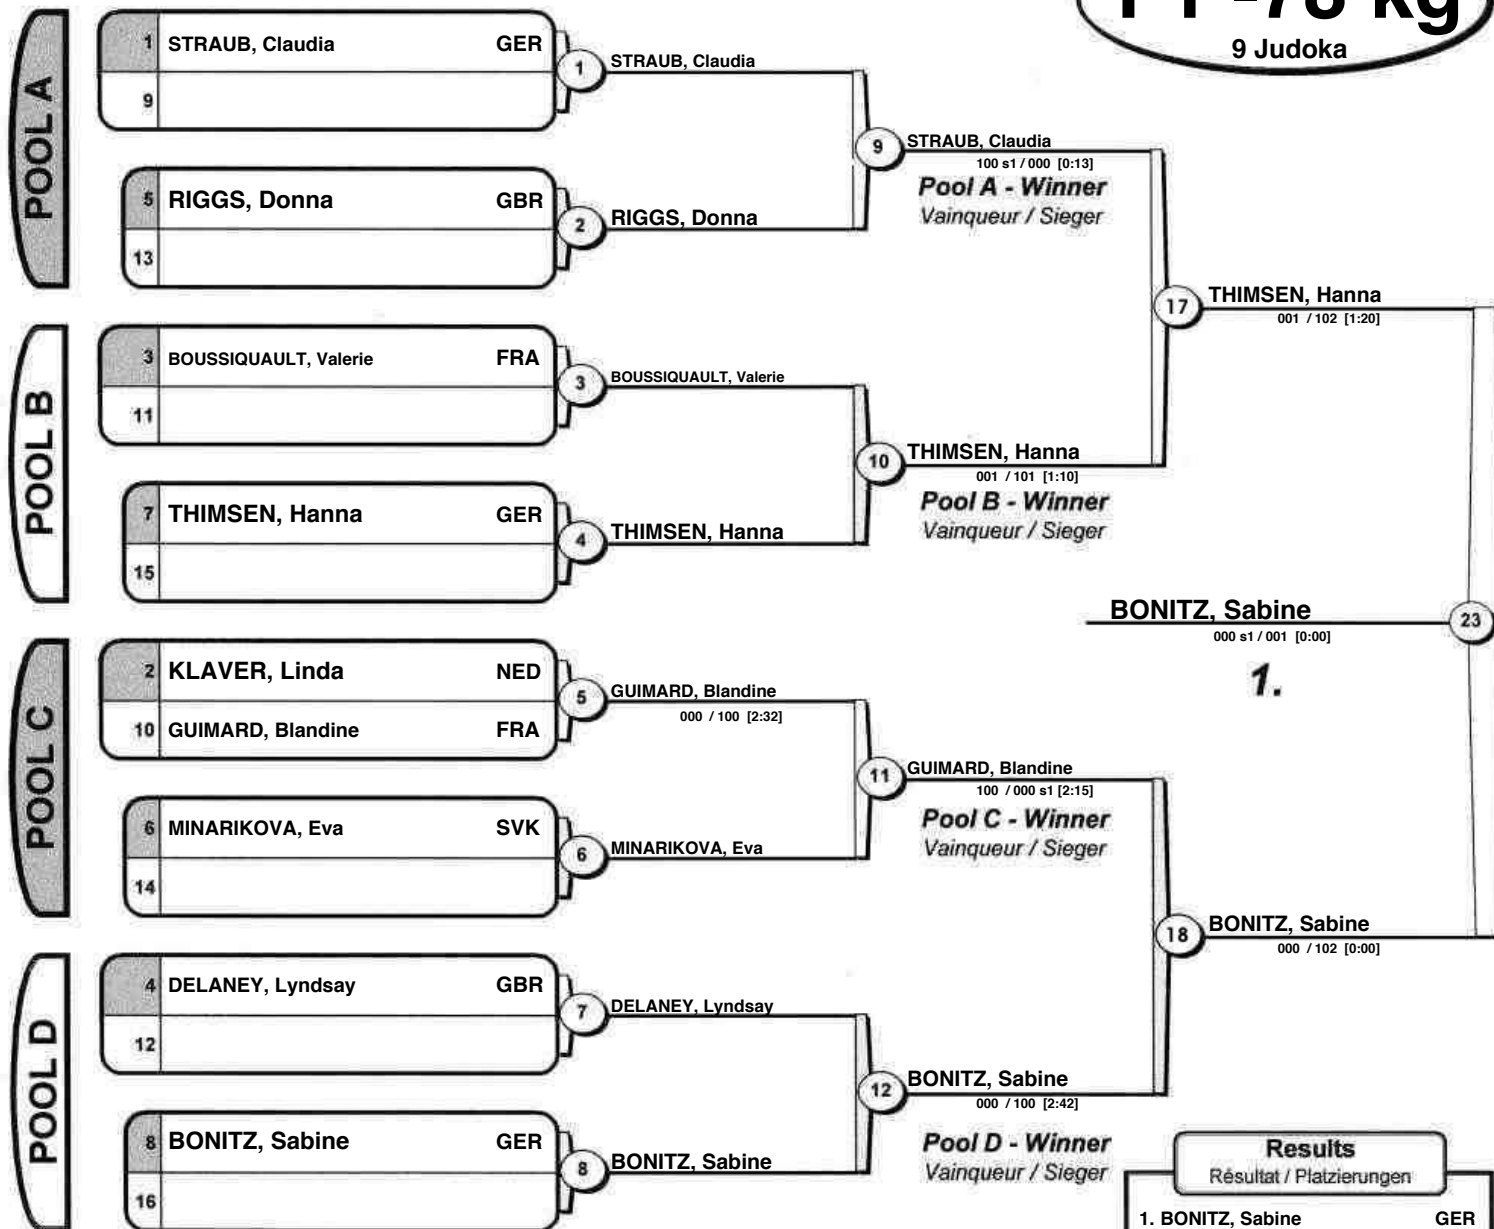 -78 kg
9 Judoka
POOL A
1 STRAUB, Claudia GER
9
1 STRAUB, Claudia
5 RIGGS, Donna GBR
13
2 RIGGS, Donna
9 STRAUB, Claudia
100 s1 / 000 [0:13]
Pool A - Winner
Vainqueur / Sieger
POOL B
3 BOUSSIQUAULT, Valerie FRA
11
3 BOUSSIQUAULT, Valerie
7 THIMSEN, Hanna GER
15
4 THIMSEN, Hanna
10 THIMSEN, Hanna
001 / 101 [1:10]
Pool B - Winner
Vainqueur / Sieger
17 THIMSEN, Hanna
001 / 102 [1:20]
BONITZ, Sabine 23
000 s1 / 001 [0:00]
1.
POOL C
2 KLAVER, Linda NED
10 GUIMARD, Blandine FRA
5 GUIMARD, Blandine
000 / 100 [2:32]
6 MINARIKOVA, Eva SVK
14
6 MINARIKOVA, Eva
11 GUIMARD, Blandine
100 / 000 s1 [2:15]
Pool C - Winner
Vainqueur / Sieger
18 BONITZ, Sabine
000 / 102 [0:00]
POOL D
4 DELANEY, Lyndsay GBR
12
7 DELANEY, Lyndsay
8 BONITZ, Sabine GER
16
8 BONITZ, Sabine
12 BONITZ, Sabine
000 / 100 [2:42]
Pool D - Winner
Vainqueur / Sieger
Results
Résultat / Platzierungen
1. BONITZ, Sabine GER